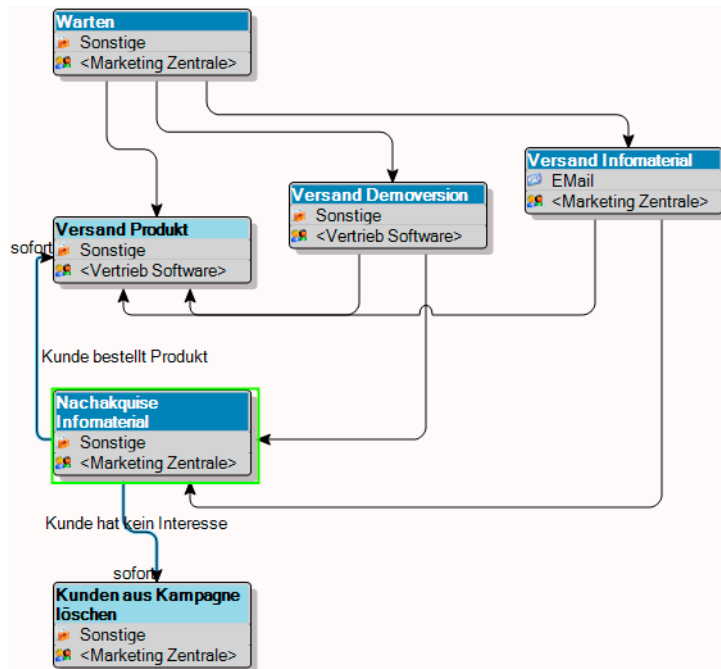 Warten
Sonstige
<Marketing Zentrale>
Versand Infomaterial
EMail
<Marketing Zentrale>
Versand Demoversion
Sonstige
<Vertrieb Software>
Versand Produkt
sofort
Sonstige
<Vertrieb Software>
Kunde bestellt Produkt
Nachakquise
Infomaterial
Sonstige
<Marketing Zentrale>
Kunde hat kein Interesse
sofort
Kunden aus Kampagne
löschen
Sonstige
<Marketing Zentrale>